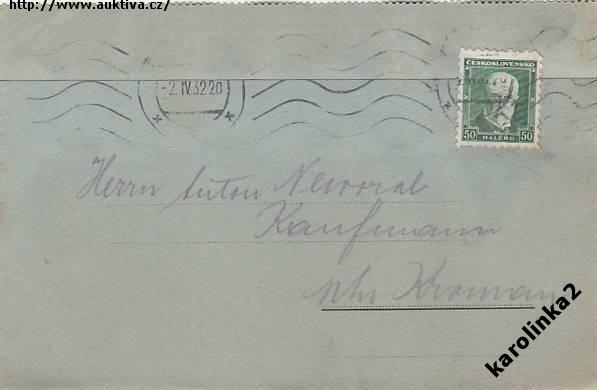 http://www.auktiva.cz/
-2.IV.32 20
ČESKOSLOVENSKO
50 50
HALÉŘŮ
Herrn Anton Nevoral
Kaufmann
karolinka2